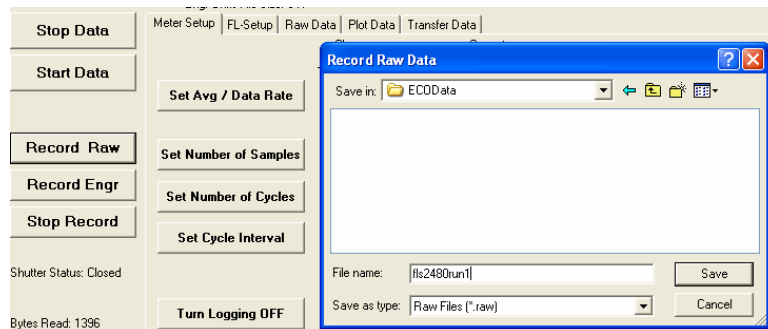 Stop Data
Start Data
Record Raw
Record Engr
Stop Record
Shutter Status: Closed
Bytes Read: 1396
Meter Setup FL-Setup Raw Data Plot Data Transfer Data
Set Avg / Data Rate
Set Number of Samples
Set Number of Cycles
Set Cycle Interval
Turn Logging OFF
Record Raw Data
Save in: ECOData
File name: fls2480run1
Save
Save as type: Raw Files (*.raw)
Cancel